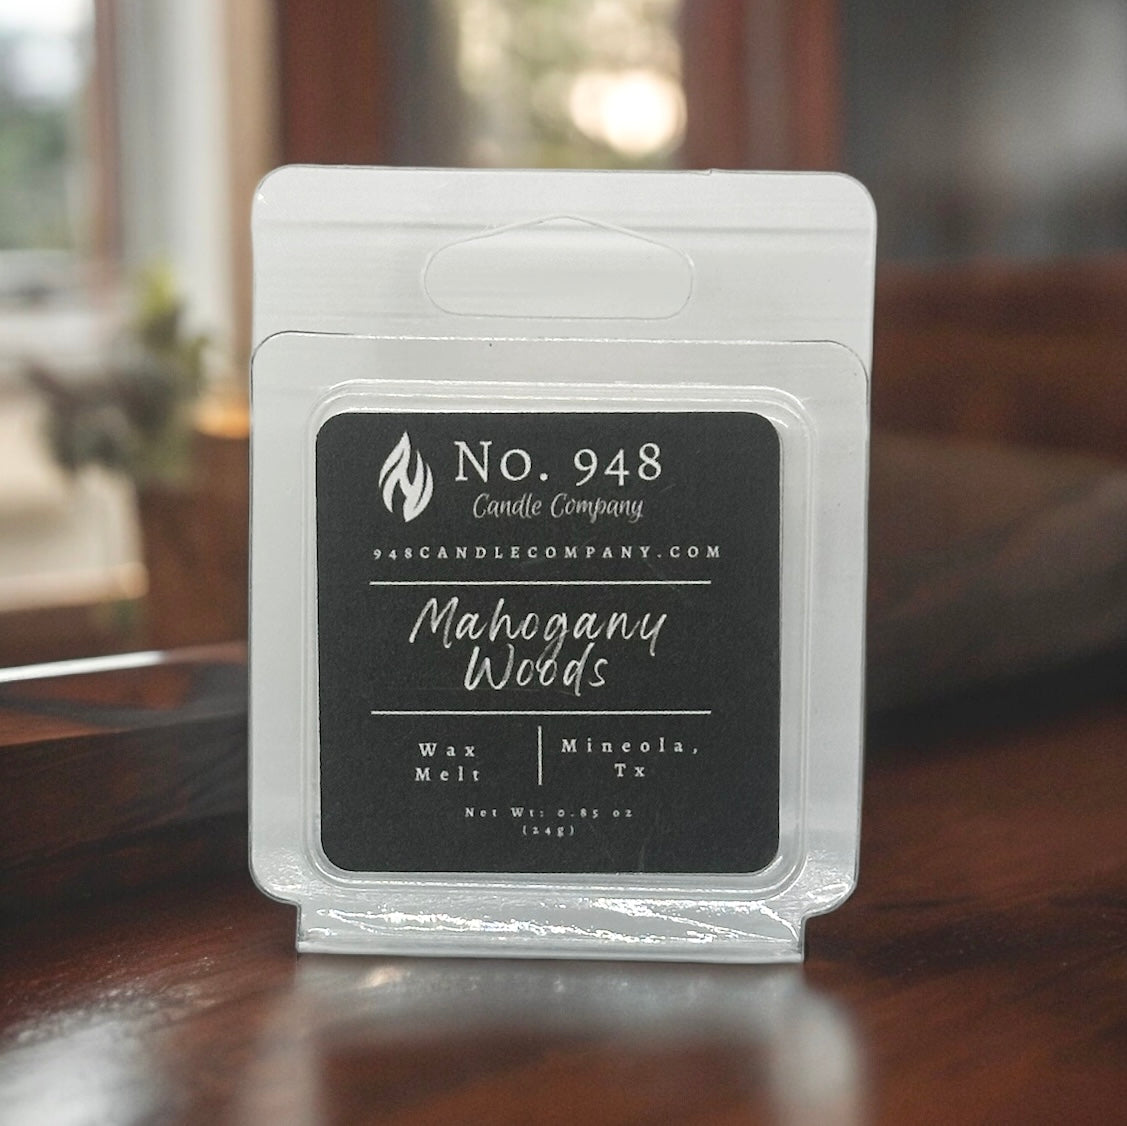 No. 948
Candle Company
948CANDLECOMPANY.COM
Mahogany
Woods
Wax
Melt
Mineola,
Tx
Net Wt: 0.85 oz
(24g)